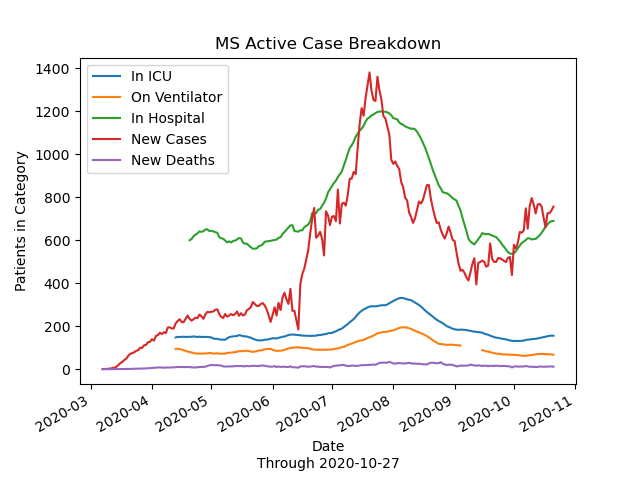 MS Active Case Breakdown
In ICU
On Ventilator
In Hospital
New Cases
New Deaths
1400
1200
1000
800
600
400
200
0
Patients in Category
2020-03
2020-04
2020-05
2020-06
2020-07
2020-08
2020-09
2020-10
2020-11
Date
Through 2020-10-27